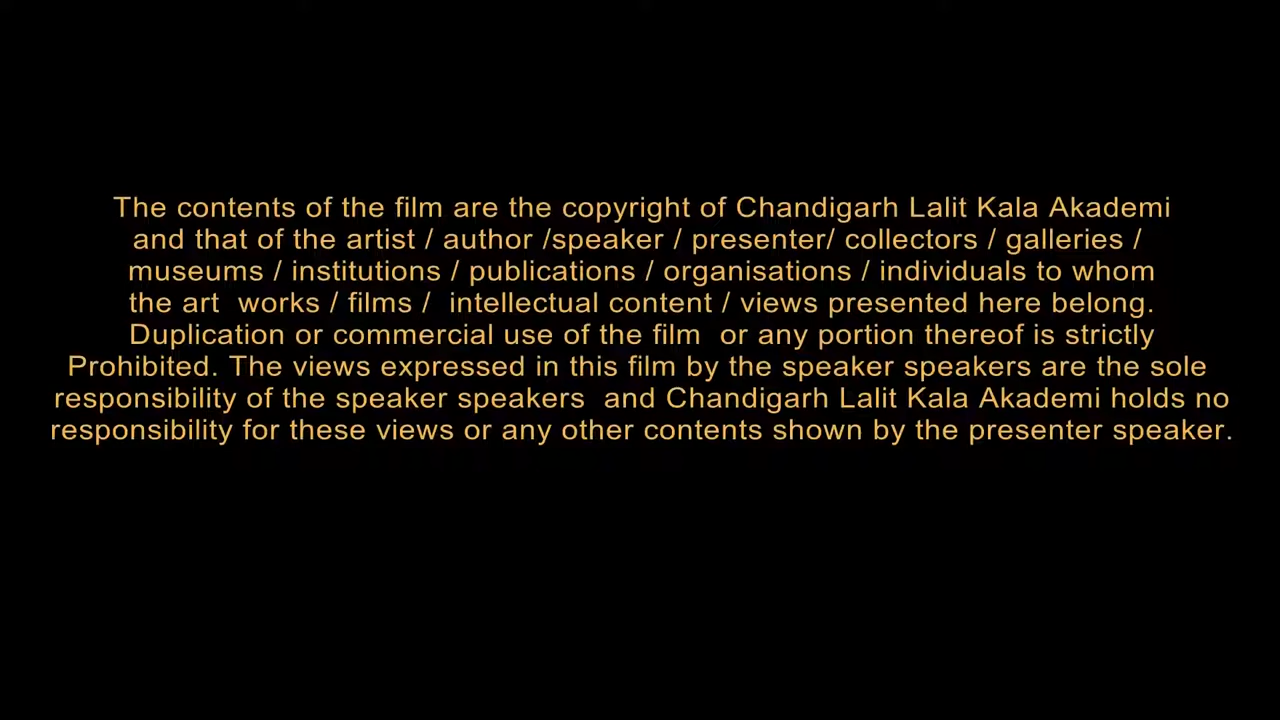 The contents of the film are the copyright of Chandigarh Lalit Kala Akademi
and that of the artist / author /speaker / presenter/ collectors / galleries /
museums / institutions / publications / organisations / individuals to whom
the art  works / films /  intellectual content / views presented here belong.
Duplication or commercial use of the film  or any portion thereof is strictly
Prohibited. The views expressed in this film by the speaker speakers are the sole
responsibility of the speaker speakers  and Chandigarh Lalit Kala Akademi holds no
responsibility for these views or any other contents shown by the presenter speaker.